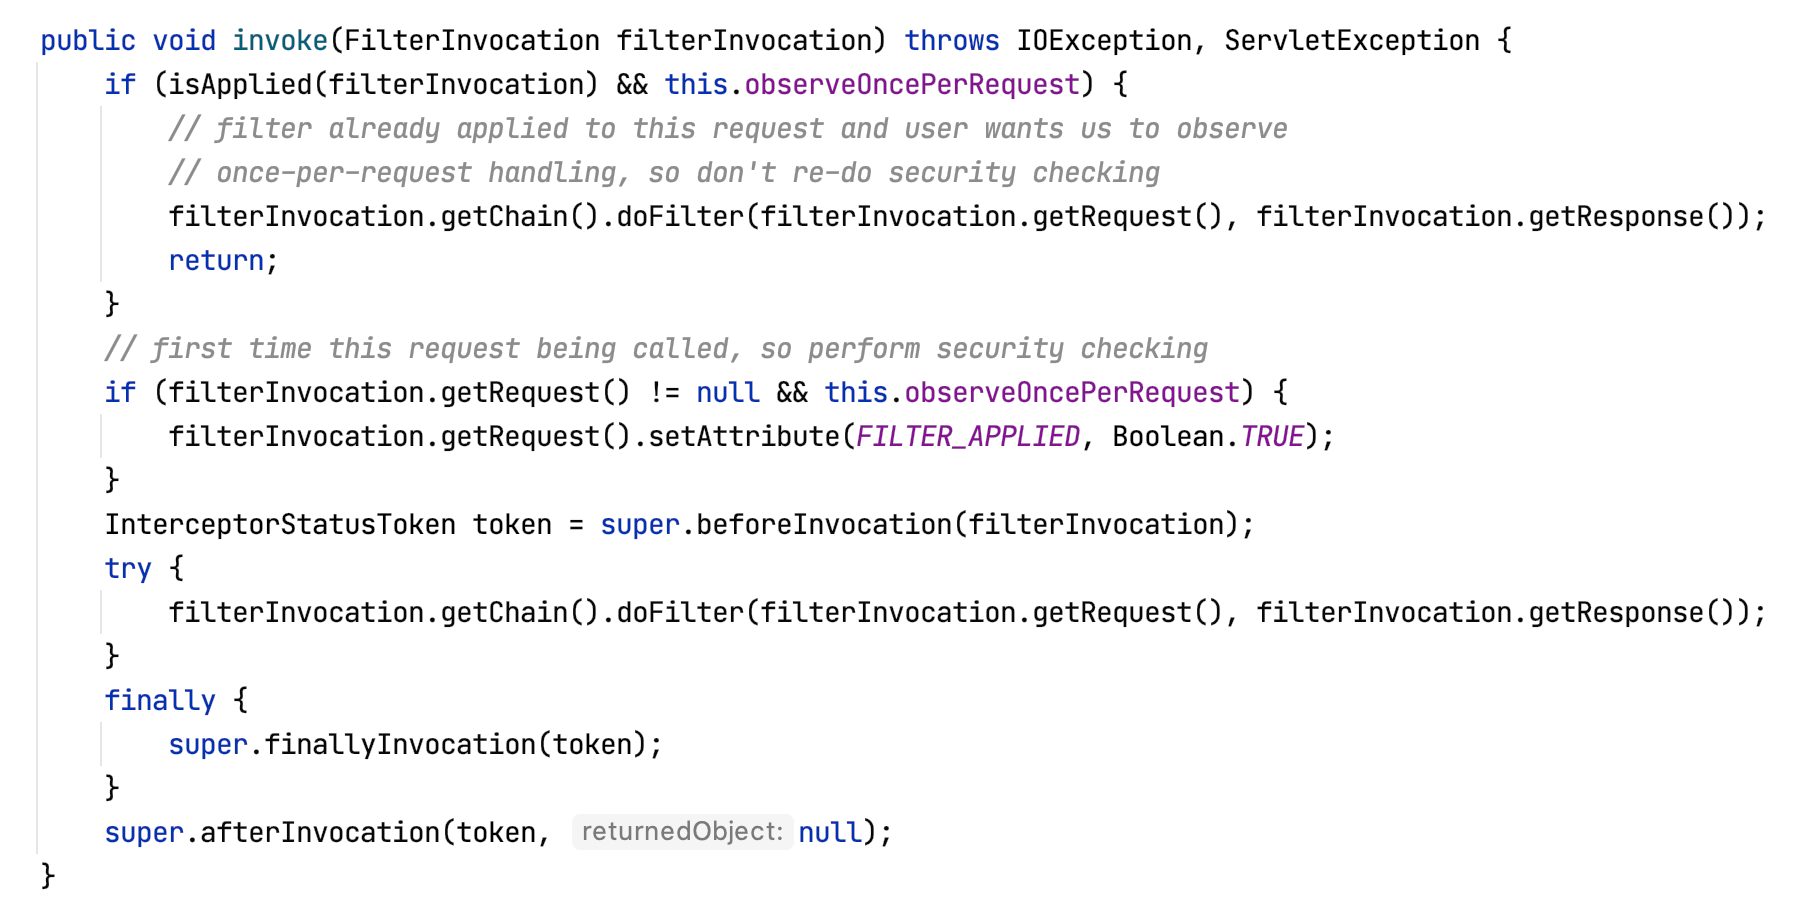 public void invoke(FilterInvocation filterInvocation) throws IOException, ServletException {
    if (isApplied(filterInvocation) && this.observeOncePerRequest) {
        // filter already applied to this request and user wants us to observe
        // once-per-request handling, so don't re-do security checking
        filterInvocation.getChain().doFilter(filterInvocation.getRequest(), filterInvocation.getResponse());
        return;
    }
    // first time this request being called, so perform security checking
    if (filterInvocation.getRequest() != null && this.observeOncePerRequest) {
        filterInvocation.getRequest().setAttribute(FILTER_APPLIED, Boolean.TRUE);
    }
    InterceptorStatusToken token = super.beforeInvocation(filterInvocation);
    try {
        filterInvocation.getChain().doFilter(filterInvocation.getRequest(), filterInvocation.getResponse());
    }
    finally {
        super.finallyInvocation(token);
    }
    super.afterInvocation(token, returnedObject: null);
}